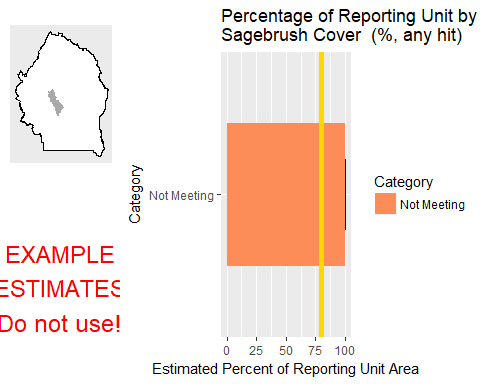 Percentage of Reporting Unit by
Sagebrush Cover (%, any hit)
Category
Not Meeting
Category
Not Meeting
EXAMPLE
ESTIMATES
Do not use!
0 25 50 75 100
Estimated Percent of Reporting Unit Area